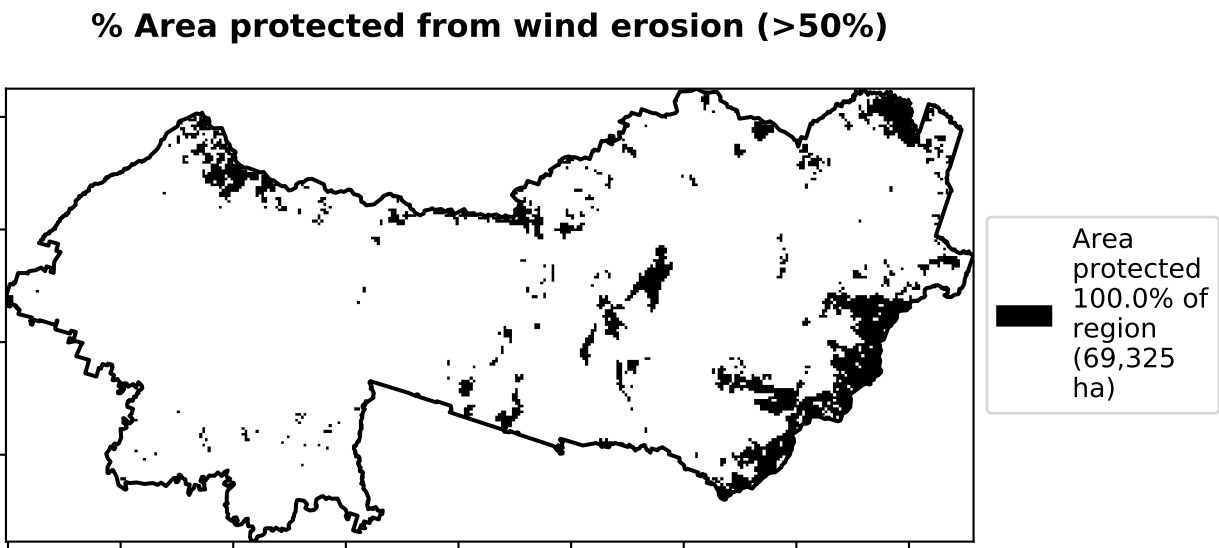 % Area protected from wind erosion (>50%)
Area
protected
100.0% of
region
(69,325
ha)